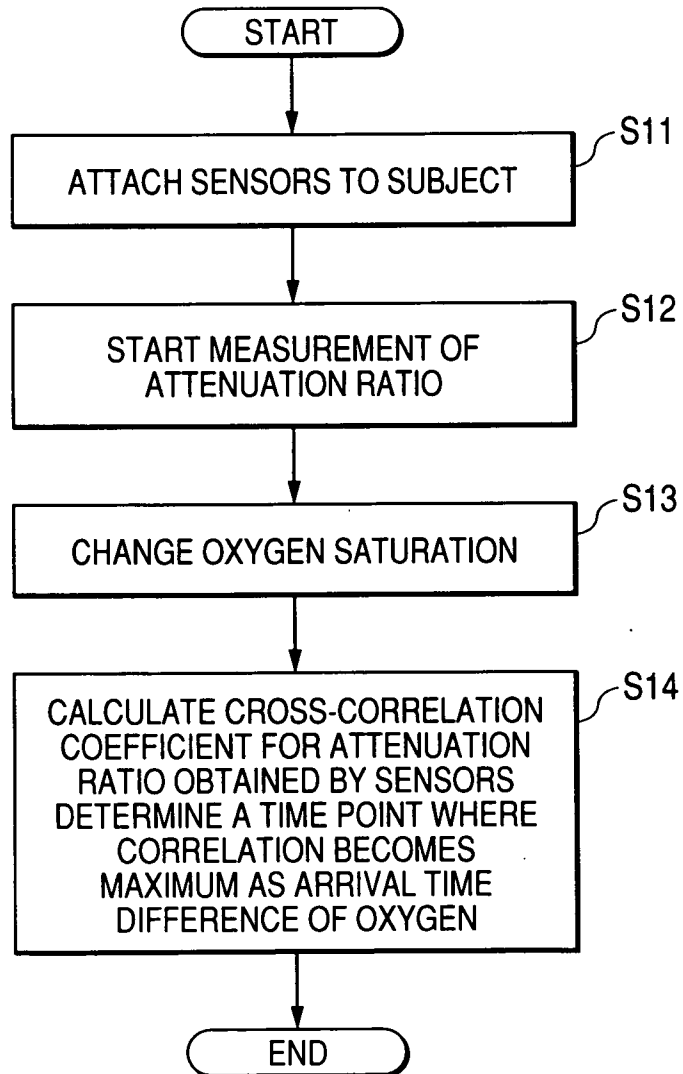 START
S11
ATTACH SENSORS TO SUBJECT
S12
START MEASUREMENT OF
ATTENUATION RATIO
S13
CHANGE OXYGEN SATURATION
S14
CALCULATE CROSS-CORRELATION
COEFFICIENT FOR ATTENUATION
RATIO OBTAINED BY SENSORS
DETERMINE A TIME POINT WHERE
CORRELATION BECOMES
MAXIMUM AS ARRIVAL TIME
DIFFERENCE OF OXYGEN
END